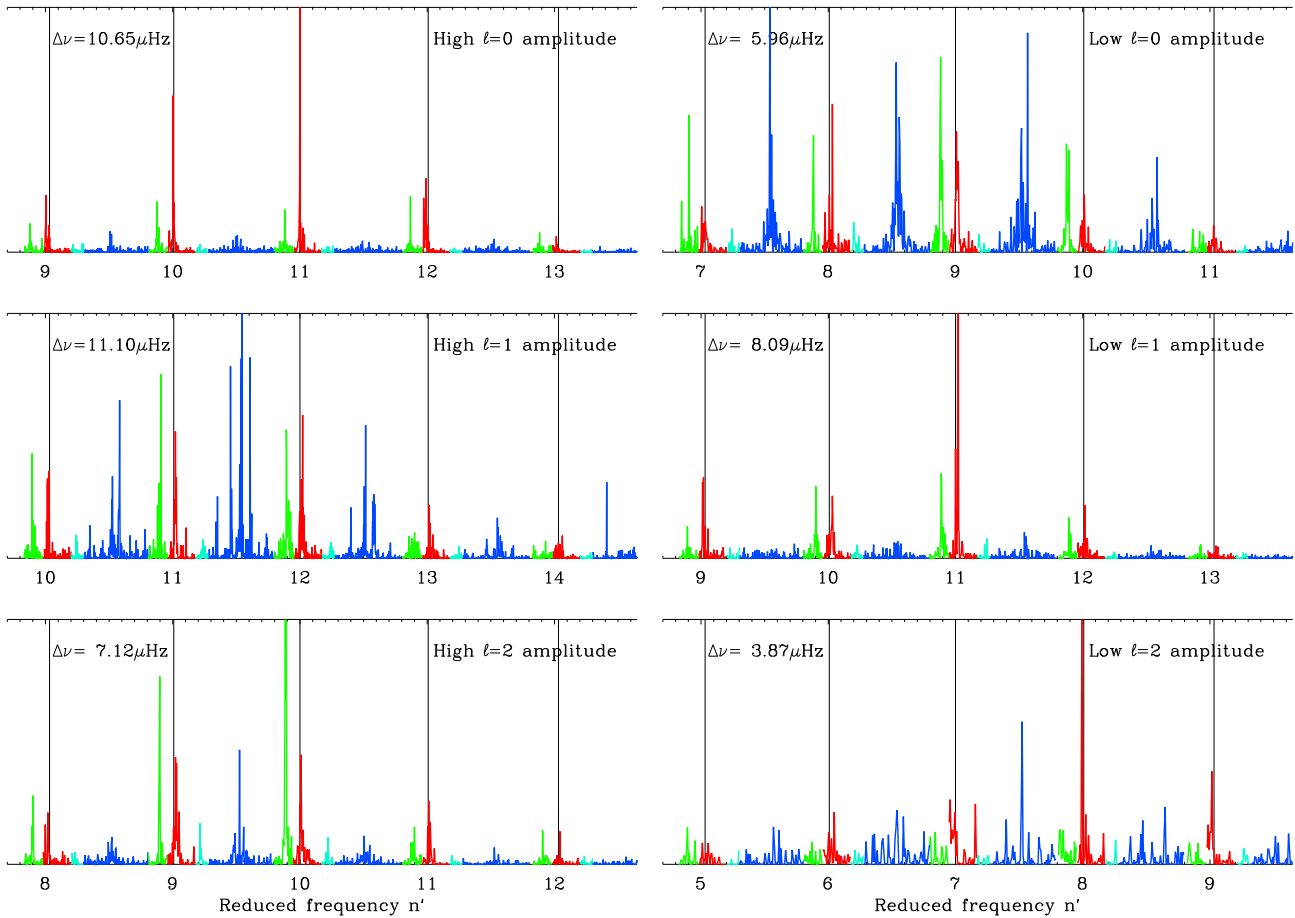 Δν=10.65μHz High ℓ=0 amplitude
9 10 11 12 13
Δν= 5.96μHz Low ℓ=0 amplitude
7 8 9 10 11
Δν=11.10μHz High ℓ=1 amplitude
10 11 12 13 14
Δν= 8.09μHz Low ℓ=1 amplitude
9 10 11 12 13
Δν= 7.12μHz High ℓ=2 amplitude
8 9 10 11 12
Reduced frequency n'
Δν= 3.87μHz Low ℓ=2 amplitude
5 6 7 8 9
Reduced frequency n'